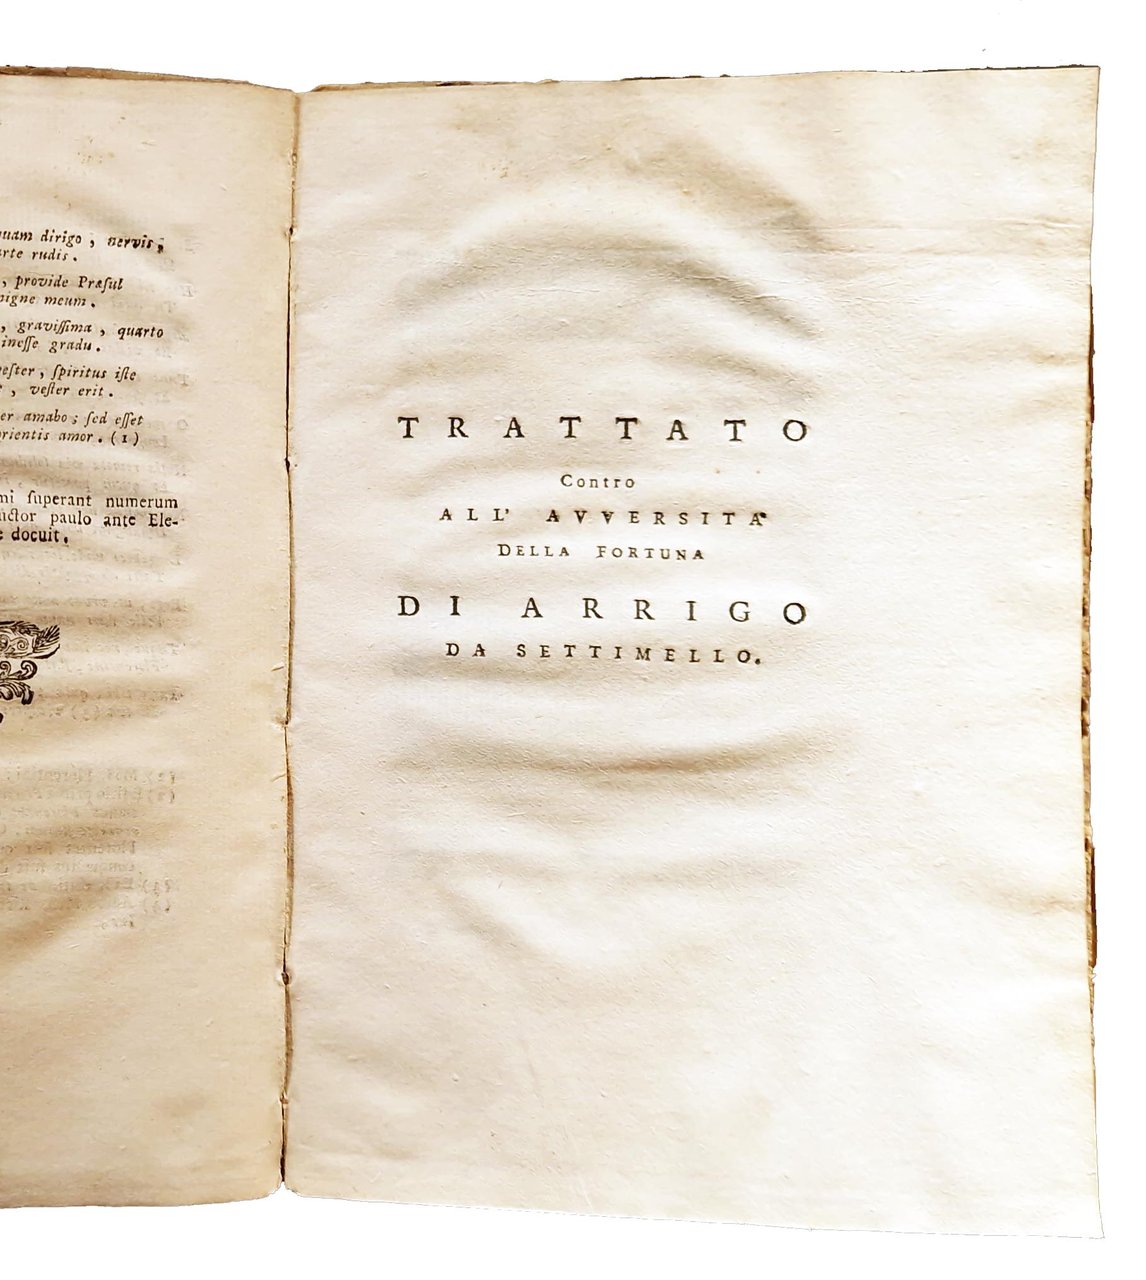 quam dirigo , nervis ;
arte rudis .
, provide Præſul
nigne meum .
, graviſſima , quarto
ineſſe gradu .
veſter , ſpiritus iſte
, veſter erit .
er amabo ; ſed eſſet
orientis amor . (1)
ni ſuperant numerum
uctor paulo ante Ele-
e docuit .
TRATTATO
Contro
ALL' AVVERSITA'
DELLA FORTUNA
DI ARRIGO
DA SETTIMELLO.